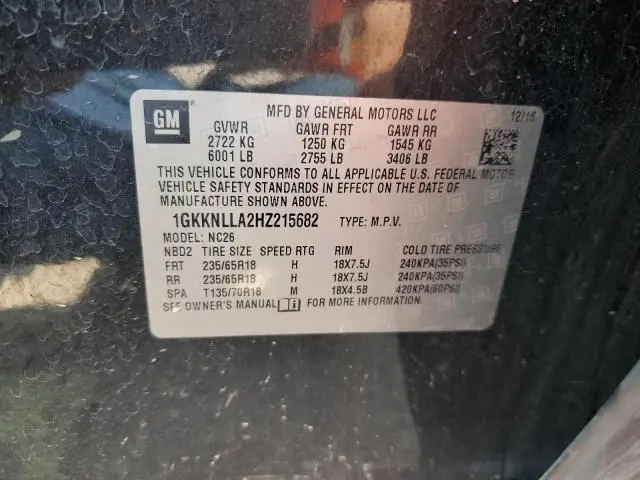 GM
MFD BY GENERAL MOTORS LLC 12/16
GVWR GAWR FRT GAWR RR
2722 KG 1250 KG 1545 KG
6001 LB 2755 LB 3406 LB
THIS VEHICLE CONFORMS TO ALL APPLICABLE U.S. FEDERAL MOTOR
VEHICLE SAFETY STANDARDS IN EFFECT ON THE DATE OF
MANUFACTURE SHOWN ABOVE.
1GKKNLLA2HZ215682 TYPE: M.P.V.
MODEL: NC26
NBD2 TIRE SIZE SPEED RTG RIM COLD TIRE PRESSURE
FRT 235/65R18 H 18X7.5J 240KPA(35PSI)
RR 235/65R18 H 18X7.5J 240KPA(35PSI)
SPA T135/70R18 M 18X4.5B 420KPA(60PSI)
SEE OWNER'S MANUAL FOR MORE INFORMATION.